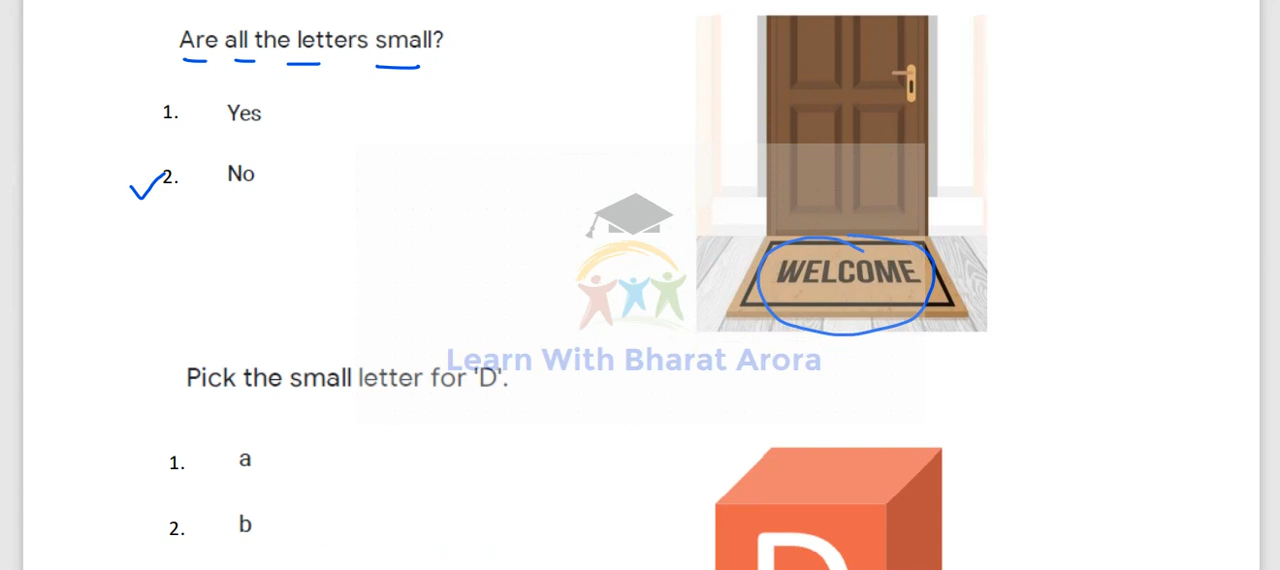 Are all the letters small?
1. Yes
2. No
WELCOME
Learn With Bharat Arora
Pick the small letter for 'D'.
1. a
2. b
D